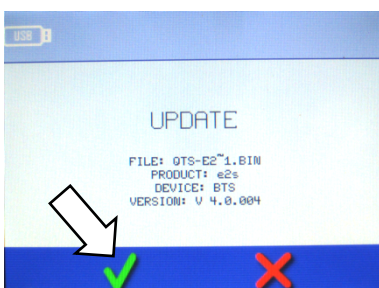 USB
UPDATE
FILE: QTS-E2~1.BIN
PRODUCT: e2s
DEVICE: BTS
VERSION: V 4.0.004